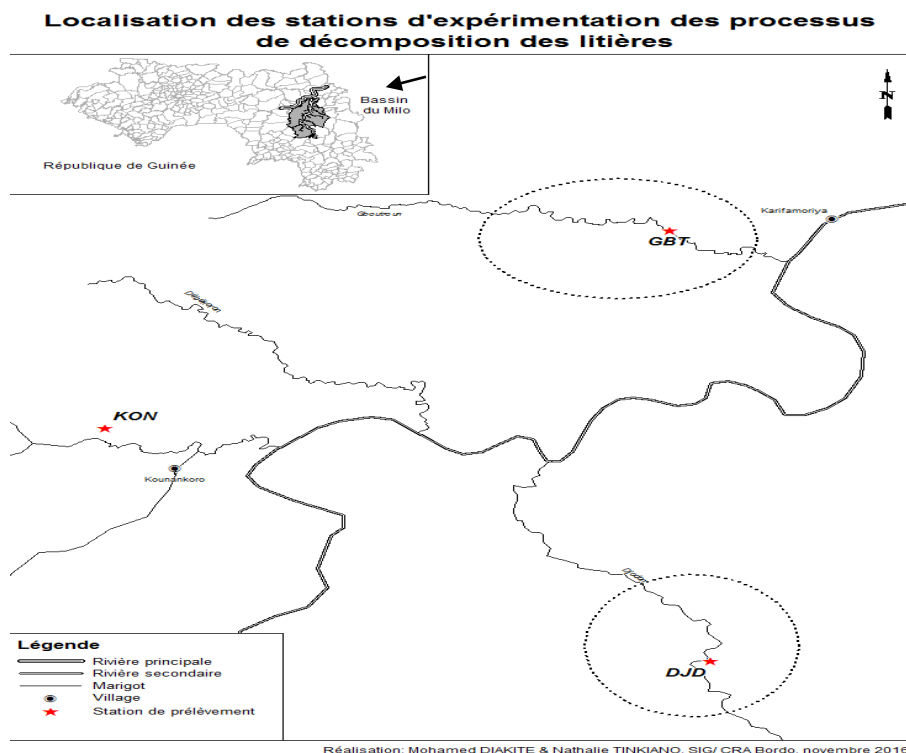 Localisation des stations d'expérimentation des processus
de décomposition des litières
Bassin
du Milo
République de Guinée
N
Karifamoriya
GBT
KON
Kounankoro
DJD
Légende
Rivière principale
Rivière secondaire
Marigot
Village
Station de prélèvement
Réalisation: Mohamed DIAKITE & Nathalie TINKIANO, SIG/ CRA Bordo, novembre 2016